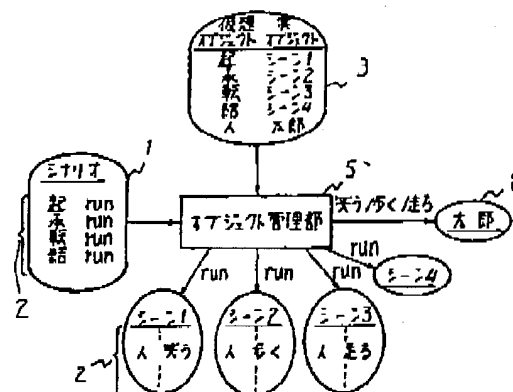 仮想 実
オブジェクト オブジェクト
起 シーン1
承 シーン2
転 シーン3
結 シーン4
人 太郎
3
1
シナリオ
起 run
承 run
転 run
結 run
2
5
オブジェクト管理部
笑う/歩く/走る
太郎
run
シーン4
run
run
run
シーン1
人 笑う
シーン2
人 歩く
シーン3
人 走る
2